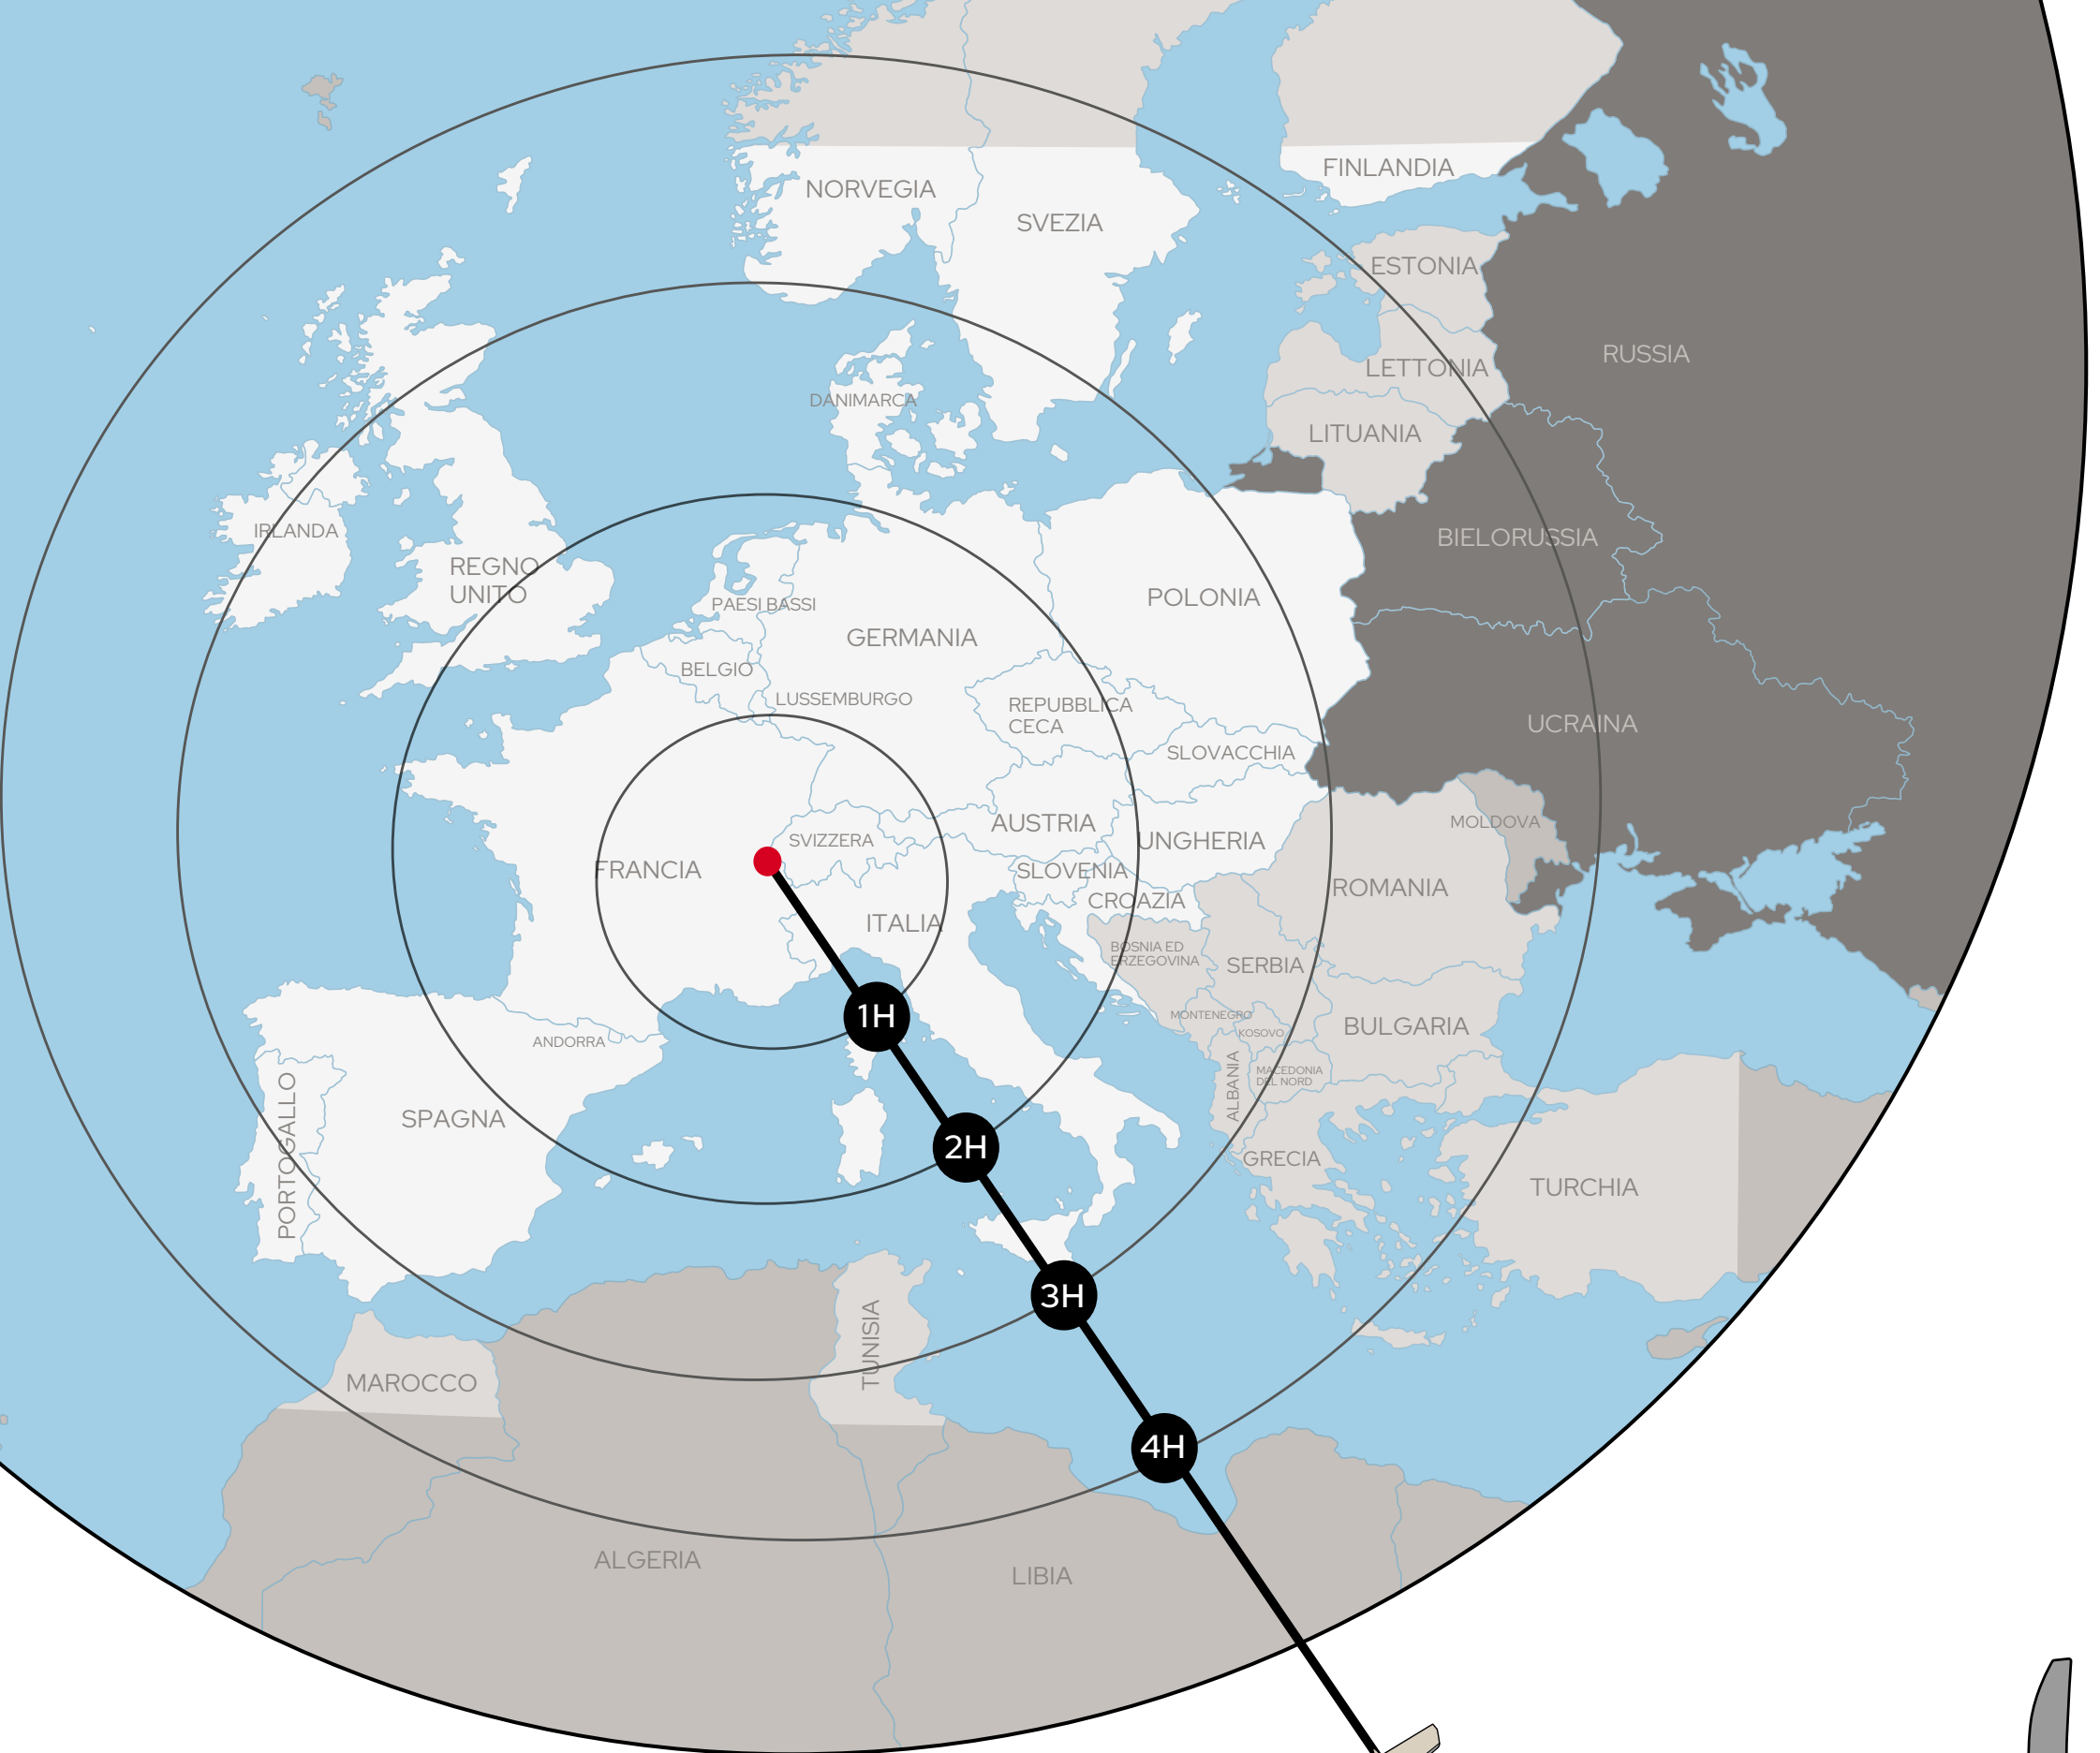 FINLANDIA
NORVEGIA
SVEZIA
ESTONIA
RUSSIA
LETTONIA
DANIMARCA
LITUANIA
IRLANDA
BIELORUSSIA
REGNO
UNITO
PAESI BASSI
POLONIA
GERMANIA
BELGIO
LUSSEMBURGO
REPUBBLICA
CECA
UCRAINA
SLOVACCHIA
AUSTRIA
MOLDOVA
SVIZZERA
UNGHERIA
FRANCIA
SLOVENIA
ROMANIA
CROAZIA
ITALIA
BOSNIA ED
ERZEGOVINA
SERBIA
MONTENEGRO
1H
BULGARIA
KOSOVO
ANDORRA
MACEDONIA
DEL NORD
ALBANIA
SPAGNA
PORTOGALLO
2H
GRECIA
TURCHIA
3H
TUNISIA
MAROCCO
4H
ALGERIA
LIBIA